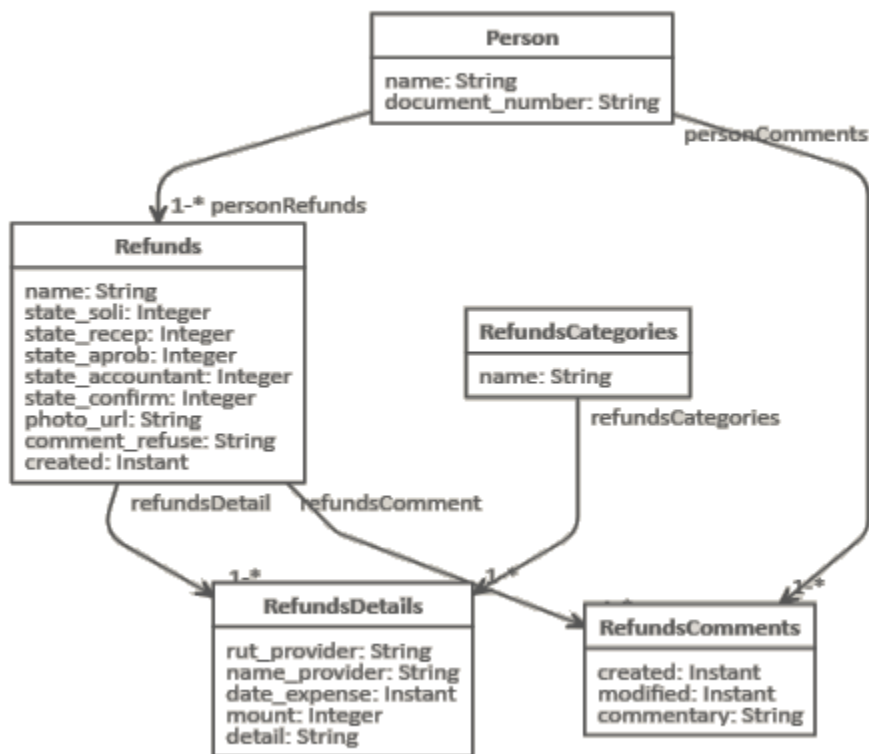 Person
name: String
document_number: String
personComments
1-* personRefunds
Refunds
name: String
state_soli: Integer
state_recep: Integer
state_aprob: Integer
state_accountant: Integer
state_confirm: Integer
photo_url: String
comment_refuse: String
created: Instant
RefundsCategories
name: String
refundsCategories
refundsDetail
refundsComment
1-*
1-*
1-*
RefundsDetails
rut_provider: String
name_provider: String
date_expense: Instant
mount: Integer
detail: String
RefundsComments
created: Instant
modified: Instant
commentary: String